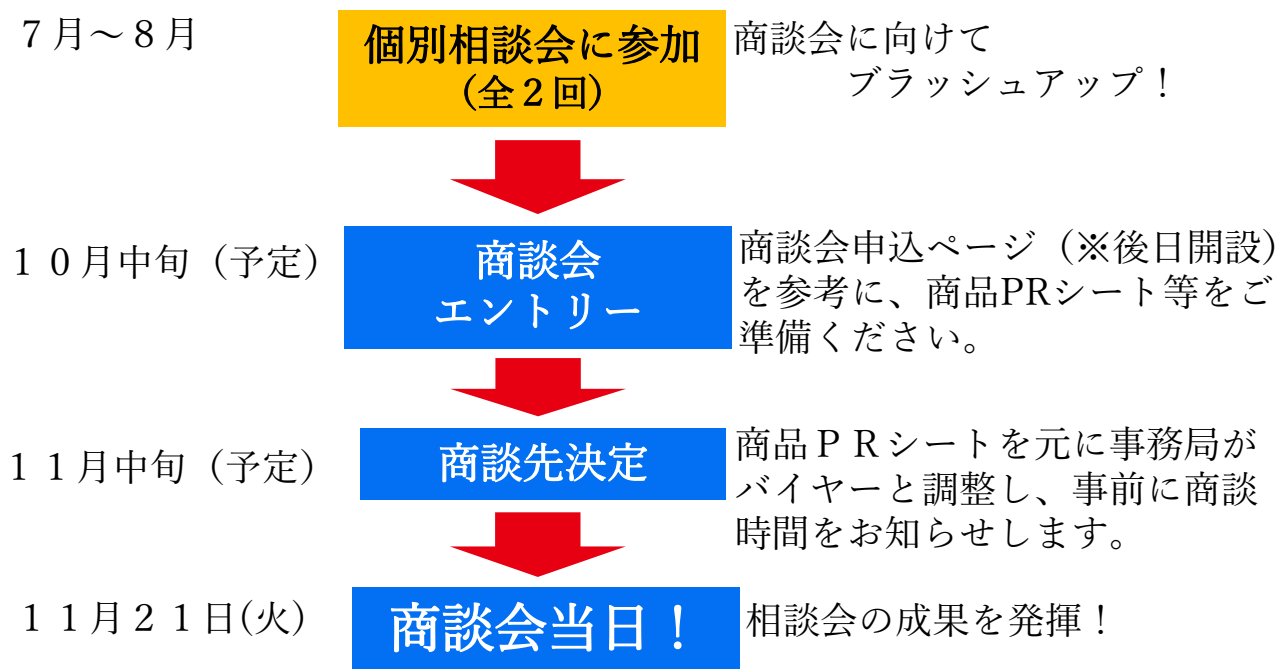 ７月～８月
個別相談会に参加
(全２回)
商談会に向けて
ブラッシュアップ！
１０月中旬（予定）
商談会
エントリー
商談会申込ページ（※後日開設）
を参考に、商品PRシート等をご
準備ください。
１１月中旬（予定）
商談先決定
商品ＰＲシートを元に事務局が
バイヤーと調整し、事前に商談
時間をお知らせします。
１１月２１日(火)
商談会当日！
相談会の成果を発揮！